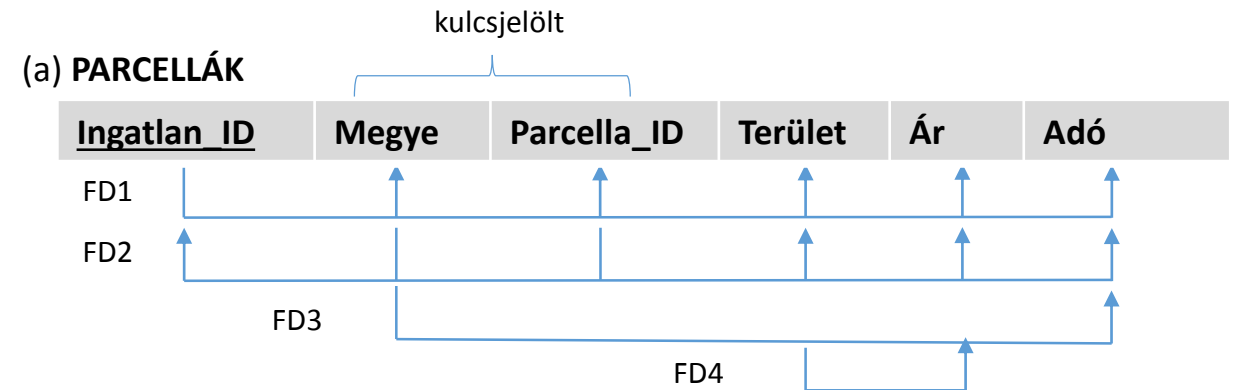 kulcsjelölt
(a) PARCELLÁK
Ingatlan_ID Megye Parcella_ID Terület Ár Adó
FD1
FD2
FD3
FD4